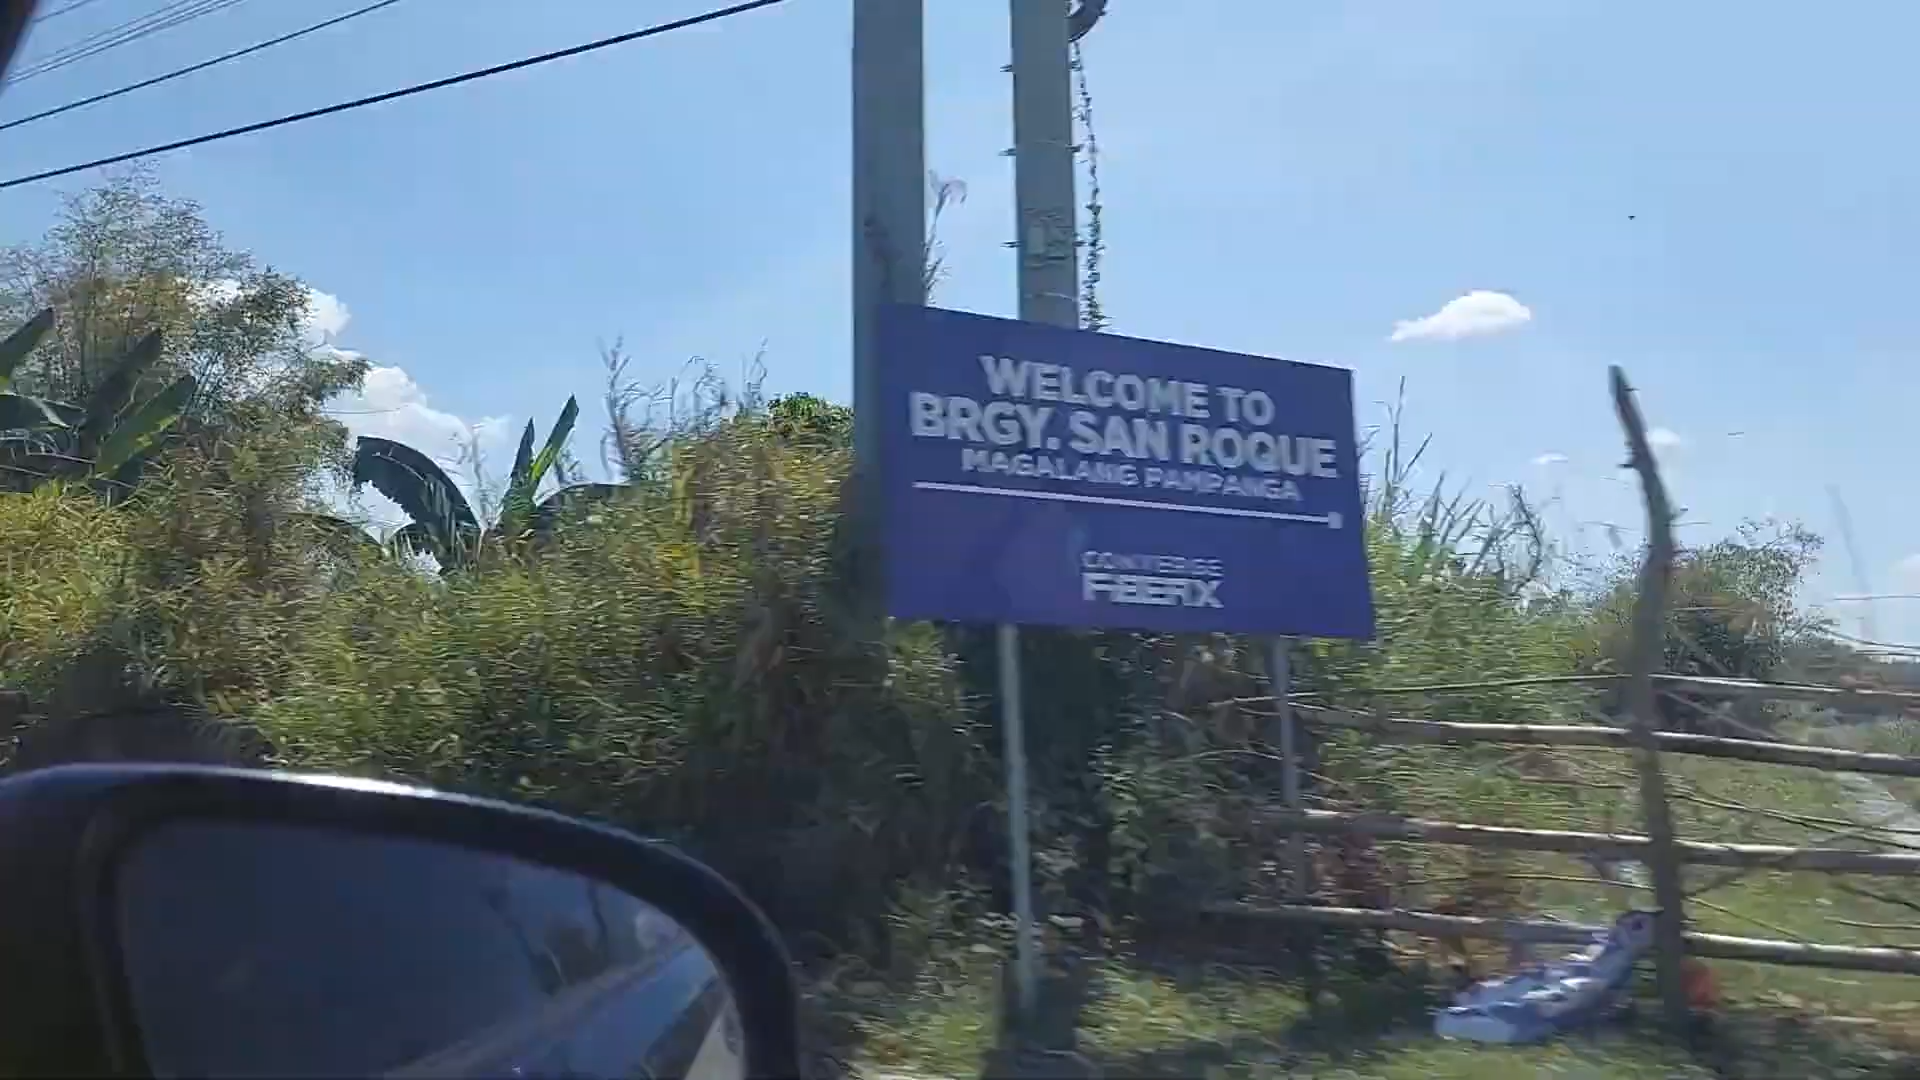 WELCOME TO
BRGY. SAN ROQUE
MAGALANG PAMPANGA
CONVERGE
FIBERX